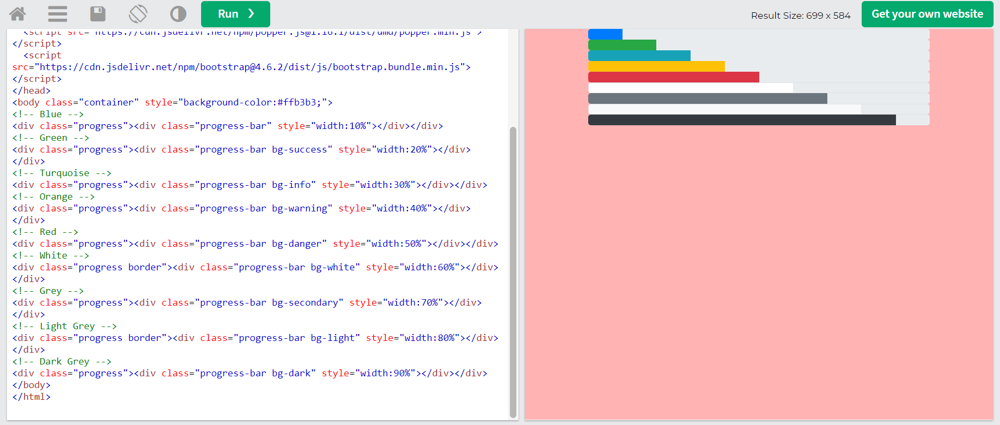 Run ❯
Result Size: 699 x 584
Get your own website
<script src="https://cdn.jsdelivr.net/npm/popper.js@1.16.1/dist/umd/popper.min.js">
</script>
<script
src="https://cdn.jsdelivr.net/npm/bootstrap@4.6.2/dist/js/bootstrap.bundle.min.js">
</script>
</head>
<body class="container" style="background-color:#ffb3b3;">
<!-- Blue -->
<div class="progress"><div class="progress-bar" style="width:10%"></div></div>
<!-- Green -->
<div class="progress"><div class="progress-bar bg-success" style="width:20%"></div>
</div>
<!-- Turquoise -->
<div class="progress"><div class="progress-bar bg-info" style="width:30%"></div></div>
<!-- Orange -->
<div class="progress"><div class="progress-bar bg-warning" style="width:40%"></div>
</div>
<!-- Red -->
<div class="progress"><div class="progress-bar bg-danger" style="width:50%"></div></div>
<!-- White -->
<div class="progress border"><div class="progress-bar bg-white" style="width:60%"></div>
</div>
<!-- Grey -->
<div class="progress"><div class="progress-bar bg-secondary" style="width:70%"></div>
</div>
<!-- Light Grey -->
<div class="progress border"><div class="progress-bar bg-light" style="width:80%"></div>
</div>
<!-- Dark Grey -->
<div class="progress"><div class="progress-bar bg-dark" style="width:90%"></div></div>
</body>
</html>